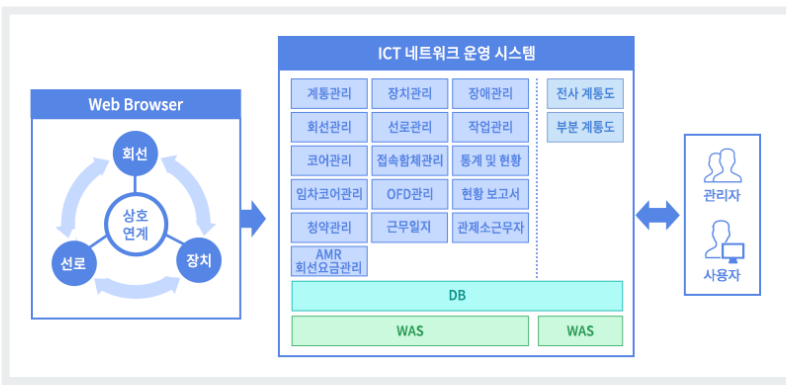 ICT 네트워크 운영 시스템
Web Browser
회선
상호
연계
선로
장치
계통관리
장치관리
장애관리
회선관리
선로관리
작업관리
코어관리
접속함체관리
통계 및 현황
임차코어관리
OFD관리
현황 보고서
청약관리
근무일지
관제소근무자
AMR
회선요금관리
전사 계통도
부분 계통도
DB
WAS
WAS
관리자
사용자